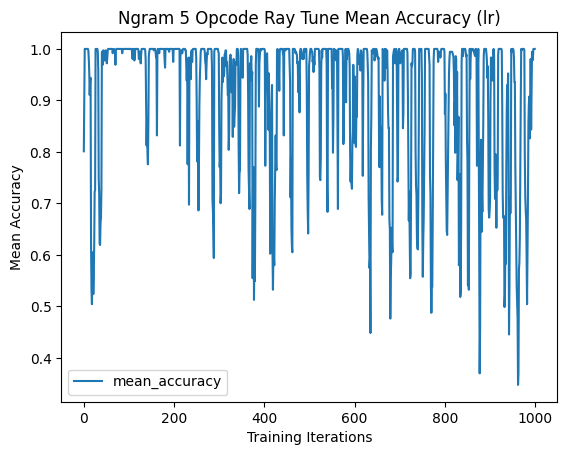 Ngram 5 Opcode Ray Tune Mean Accuracy (lr)
1.0
0.9
0.8
0.7
0.6
0.5
0.4
Mean Accuracy
mean_accuracy
0 200 400 600 800 1000
Training Iterations